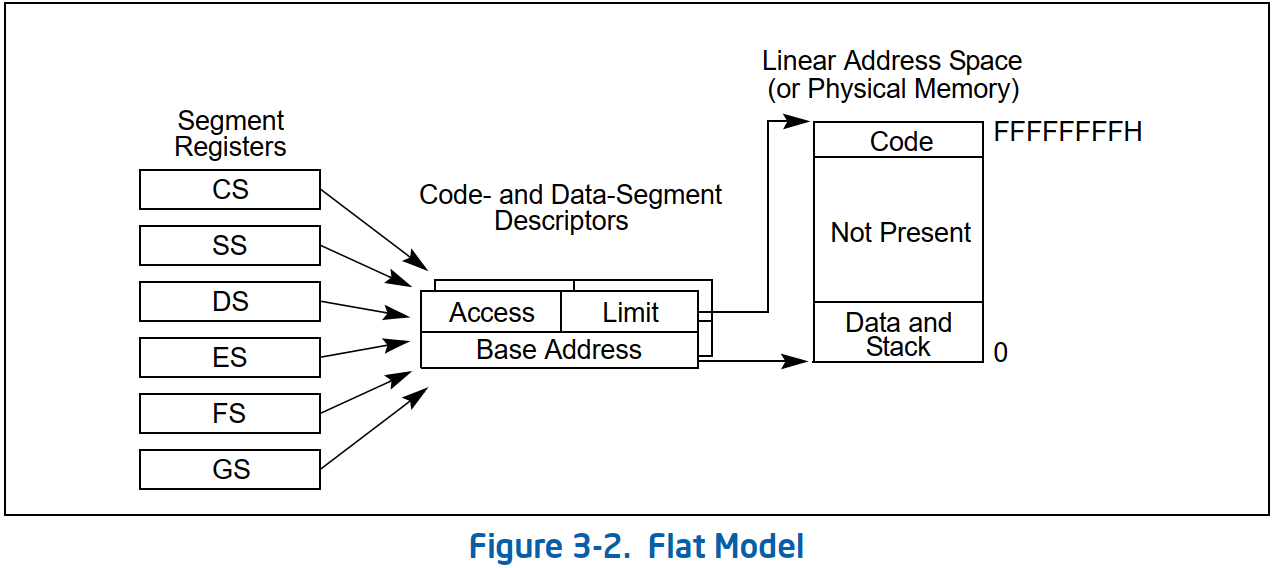 Linear Address Space
(or Physical Memory)
Segment
Registers
CS
SS
DS
ES
FS
GS
Code- and Data-Segment
Descriptors
Access
Limit
Base Address
Code
FFFFFFFFH
Not Present
Data and
Stack
0
Figure 3-2. Flat Model